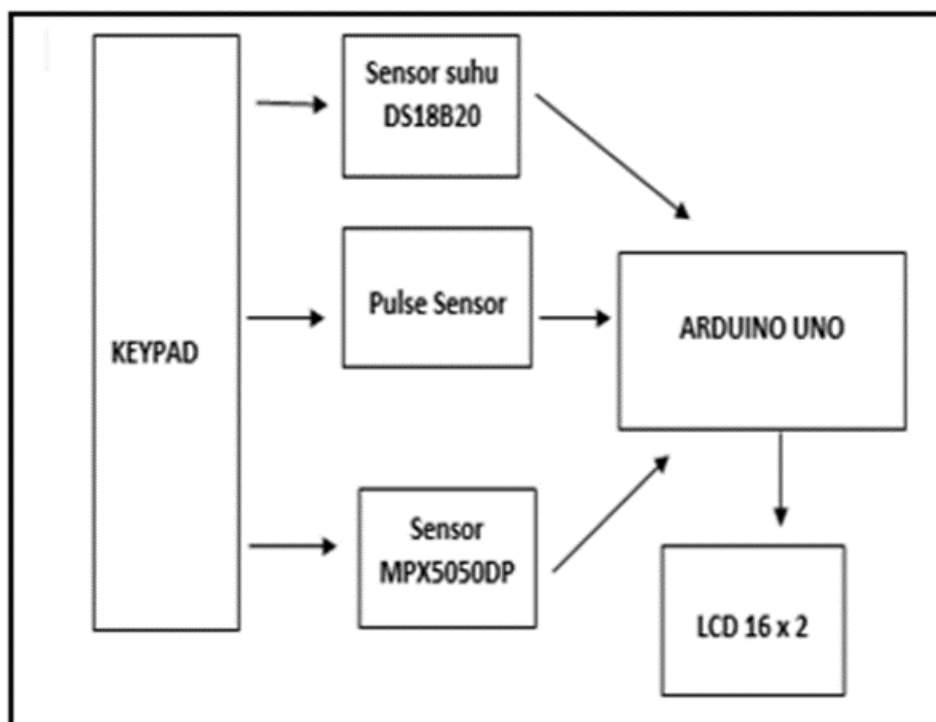 KEYPAD
Sensor suhu
DS18B20
Pulse Sensor
Sensor
MPX5050DP
ARDUINO UNO
LCD 16 x 2